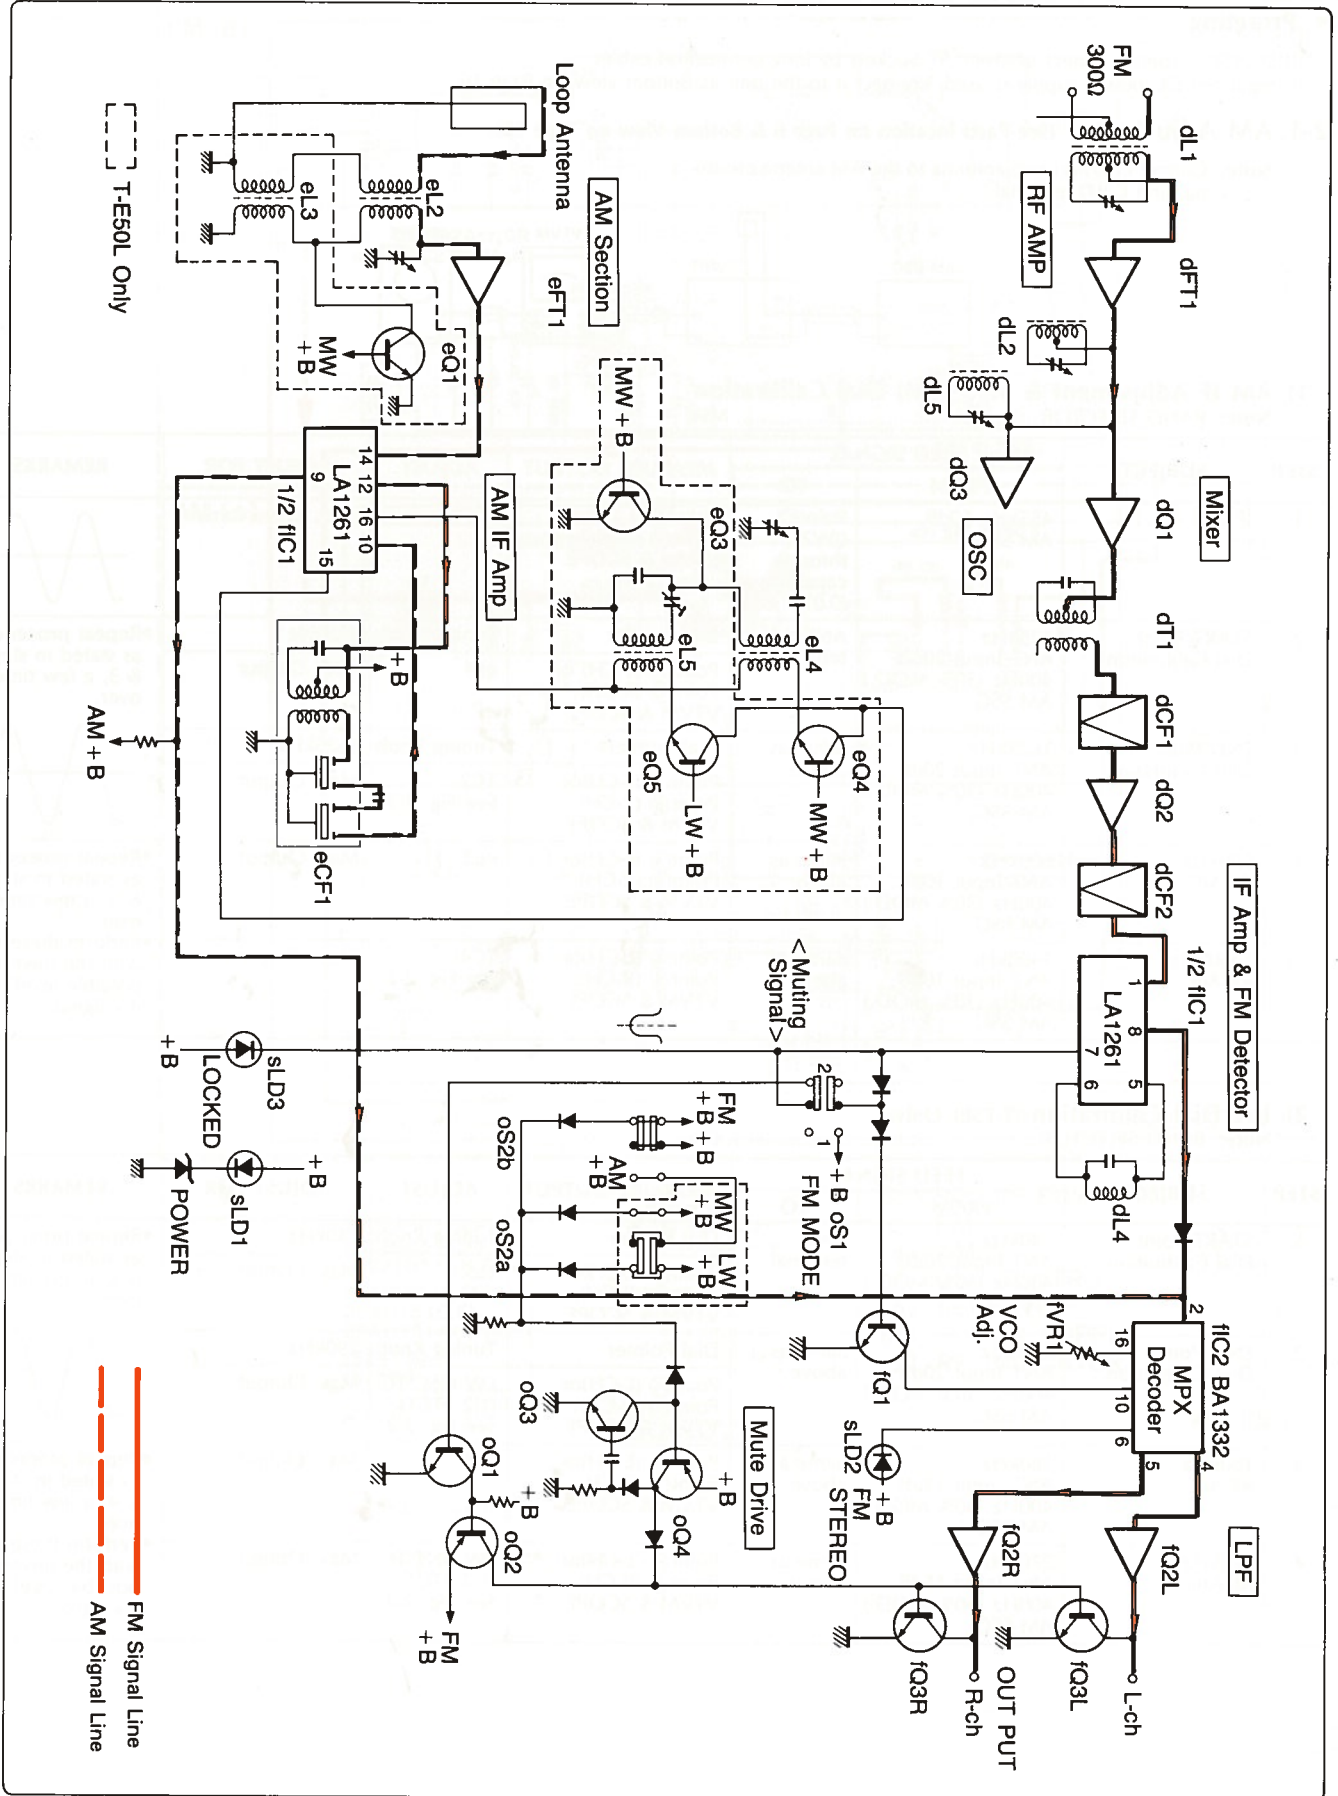 FM
300Ω
dL1
RF AMP
dFT1
dL2
dL5
dQ3
OSC
Mixer
dQ1
dT1
dCF1
dQ2
dCF2
IF Amp & FM Detector
1/2 fIC1
LA1261
1
8
7
5
6
dL4
fIC2 BA1332
MPX
Decoder
2
16
10
6
5
4
fVR1
VCO
Adj.
LPF
fQ2L
fQ2R
fQ3L
fQ3R
L-ch
OUT PUT
R-ch
fQ1
sLD2 FM
STEREO
+B
Loop Antenna
AM Section
eFT1
eL2
eL3
eQ1
MW
+B
T-E50L Only
AM IF Amp
14
12
16
10
LA1261
9
15
1/2 fIC1
+B
eCF1
AM+B
MW+B
eQ3
eL4
eL5
eQ4
MW+B
eQ5
LW+B
<Muting
Signal>
2
1
+B
oS1
FM MODE
FM
+B
+B
oS2b
AM
+B
MW
+B
LW
+B
oS2a
sLD3
LOCKED
+B
+B
sLD1
POWER
Mute Drive
oQ3
+B
oQ4
oQ1
+B
oQ2
FM
+B
FM Signal Line
AM Signal Line